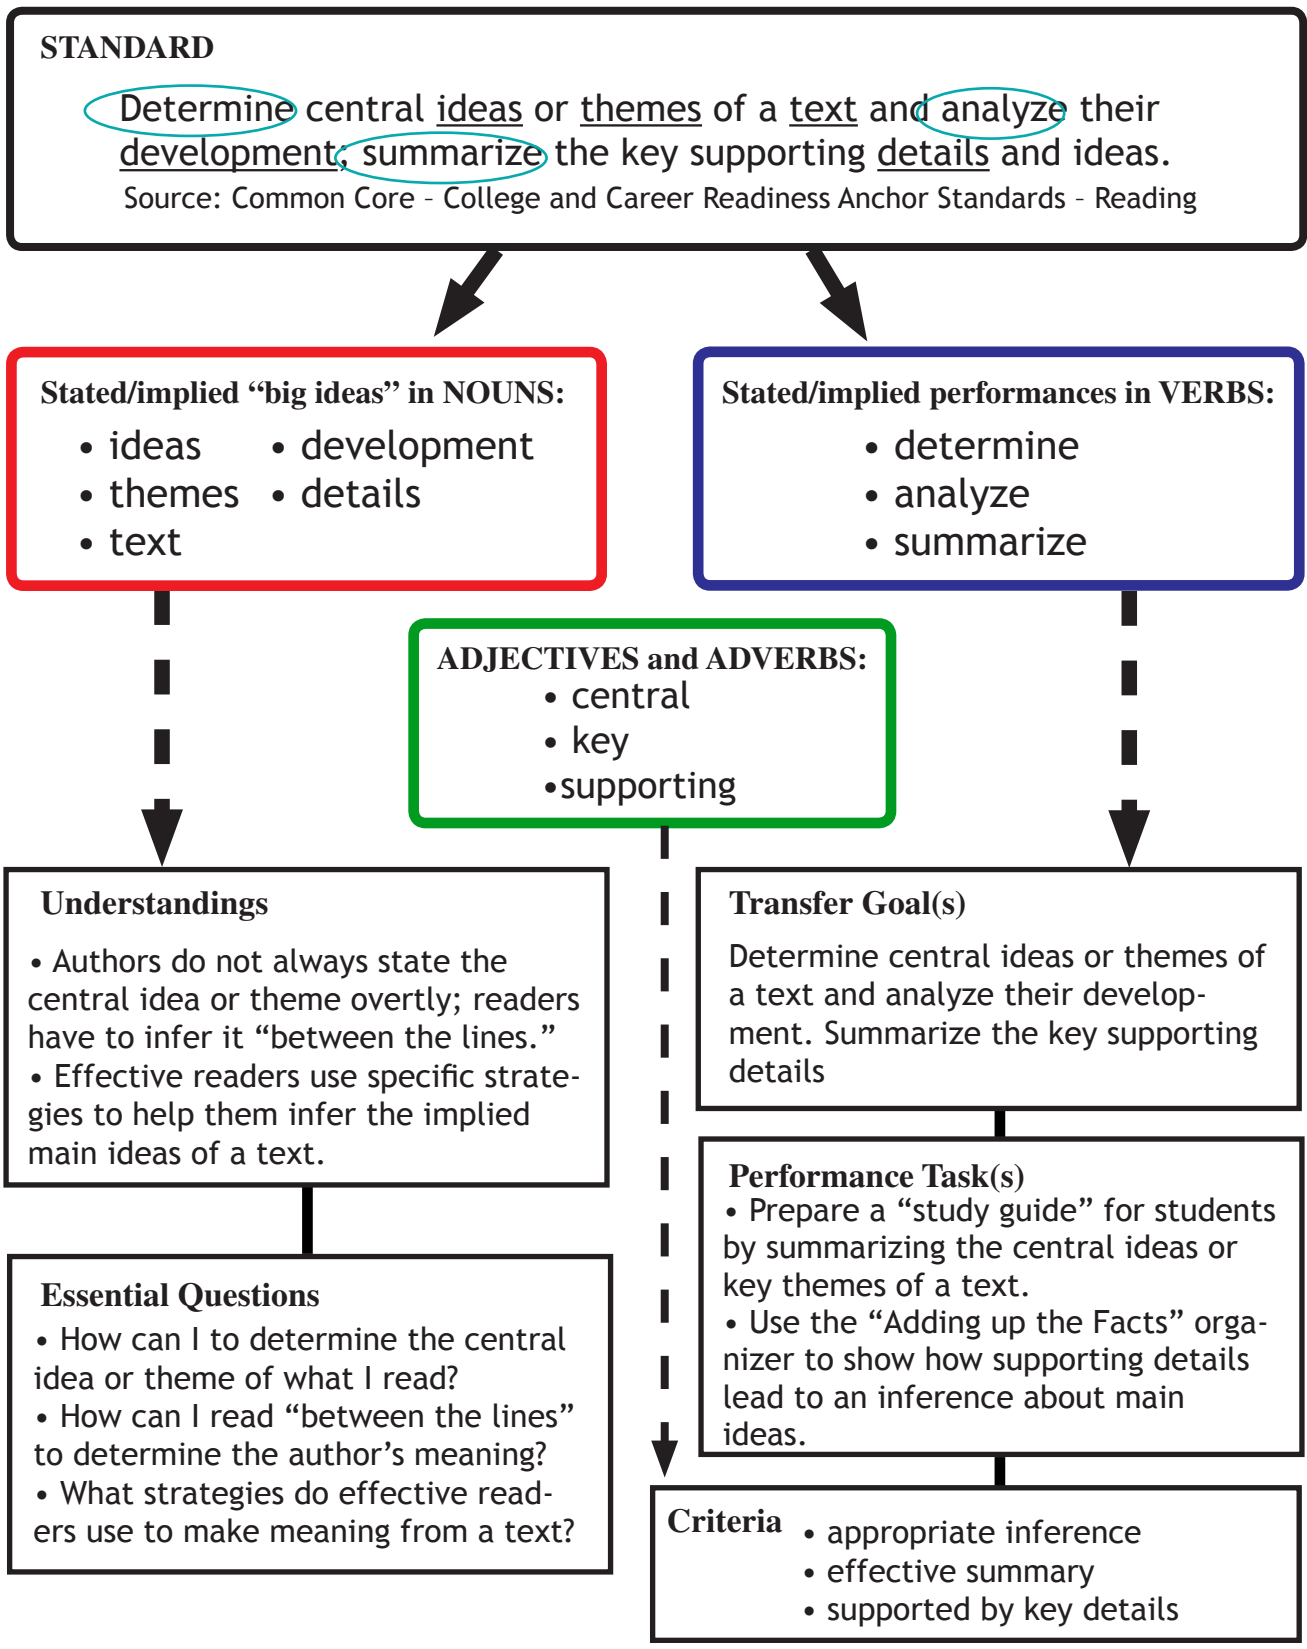 STANDARD
Determine central ideas or themes of a text and analyze their
development; summarize the key supporting details and ideas.
Source: Common Core – College and Career Readiness Anchor Standards – Reading
Stated/implied “big ideas” in NOUNS:
• ideas
• themes
• text
• development
• details
Stated/implied performances in VERBS:
• determine
• analyze
• summarize
ADJECTIVES and ADVERBS:
• central
• key
•supporting
Understandings
• Authors do not always state the
central idea or theme overtly; readers
have to infer it “between the lines.”
• Effective readers use specific strate-
gies to help them infer the implied
main ideas of a text.
Essential Questions
• How can I to determine the central
idea or theme of what I read?
• How can I read “between the lines”
to determine the author’s meaning?
• What strategies do effective read-
ers use to make meaning from a text?
Transfer Goal(s)
Determine central ideas or themes of
a text and analyze their develop-
ment. Summarize the key supporting
details
Performance Task(s)
• Prepare a “study guide” for students
by summarizing the central ideas or
key themes of a text.
• Use the “Adding up the Facts” orga-
nizer to show how supporting details
lead to an inference about main
ideas.
Criteria
• appropriate inference
• effective summary
• supported by key details